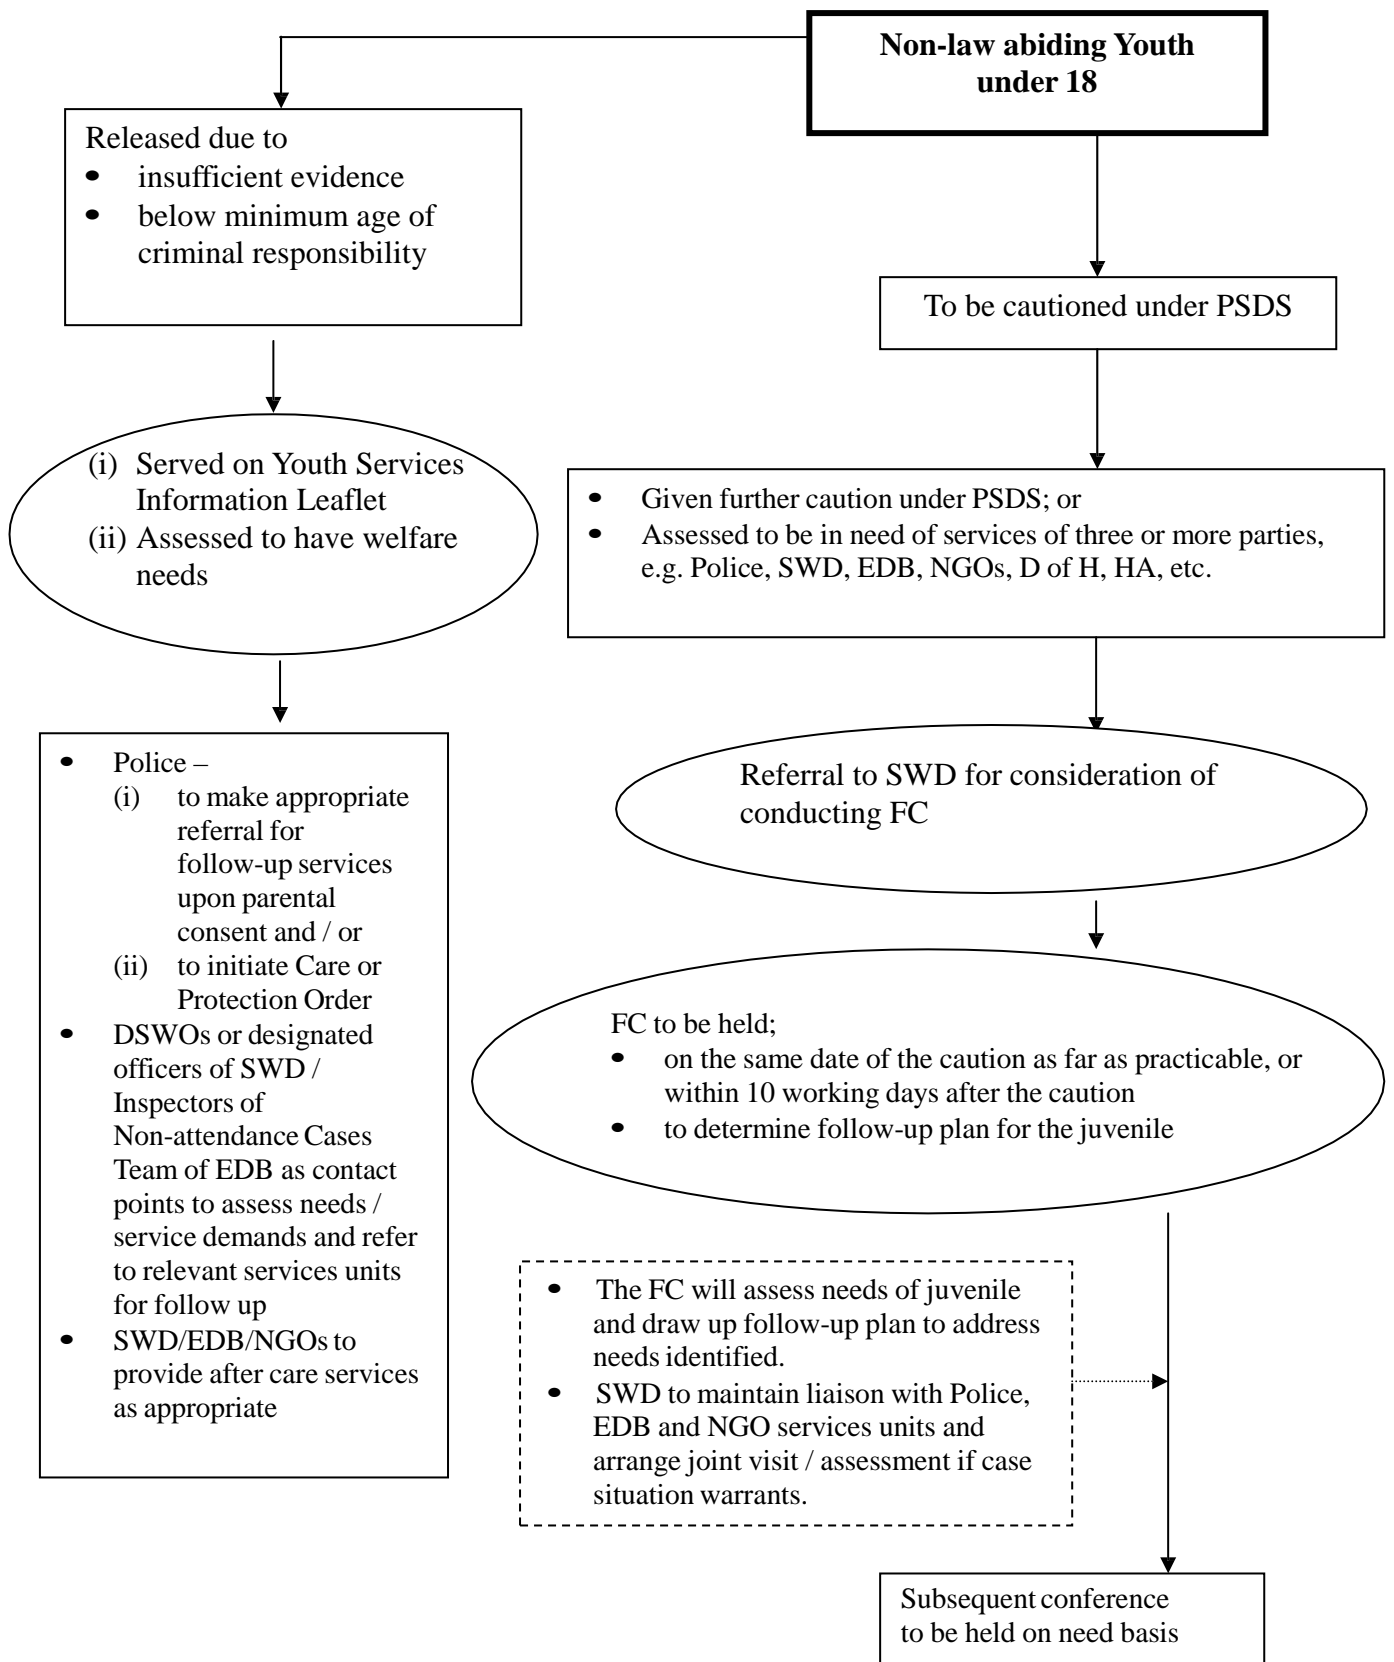 Non-law abiding Youth
under 18
Released due to
• insufficient evidence
• below minimum age of
criminal responsibility
To be cautioned under PSDS
(i) Served on Youth Services
Information Leaflet
(ii) Assessed to have welfare
needs
• Given further caution under PSDS; or
• Assessed to be in need of services of three or more parties,
e.g. Police, SWD, EDB, NGOs, D of H, HA, etc.
• Police –
(i) to make appropriate
referral for
follow-up services
upon parental
consent and / or
(ii) to initiate Care or
Protection Order
• DSWOs or designated
officers of SWD /
Inspectors of
Non-attendance Cases
Team of EDB as contact
points to assess needs /
service demands and refer
to relevant services units
for follow up
• SWD/EDB/NGOs to
provide after care services
as appropriate
Referral to SWD for consideration of
conducting FC
FC to be held;
• on the same date of the caution as far as practicable, or
within 10 working days after the caution
• to determine follow-up plan for the juvenile
• The FC will assess needs of juvenile
and draw up follow-up plan to address
needs identified.
• SWD to maintain liaison with Police,
EDB and NGO services units and
arrange joint visit / assessment if case
situation warrants.
Subsequent conference
to be held on need basis